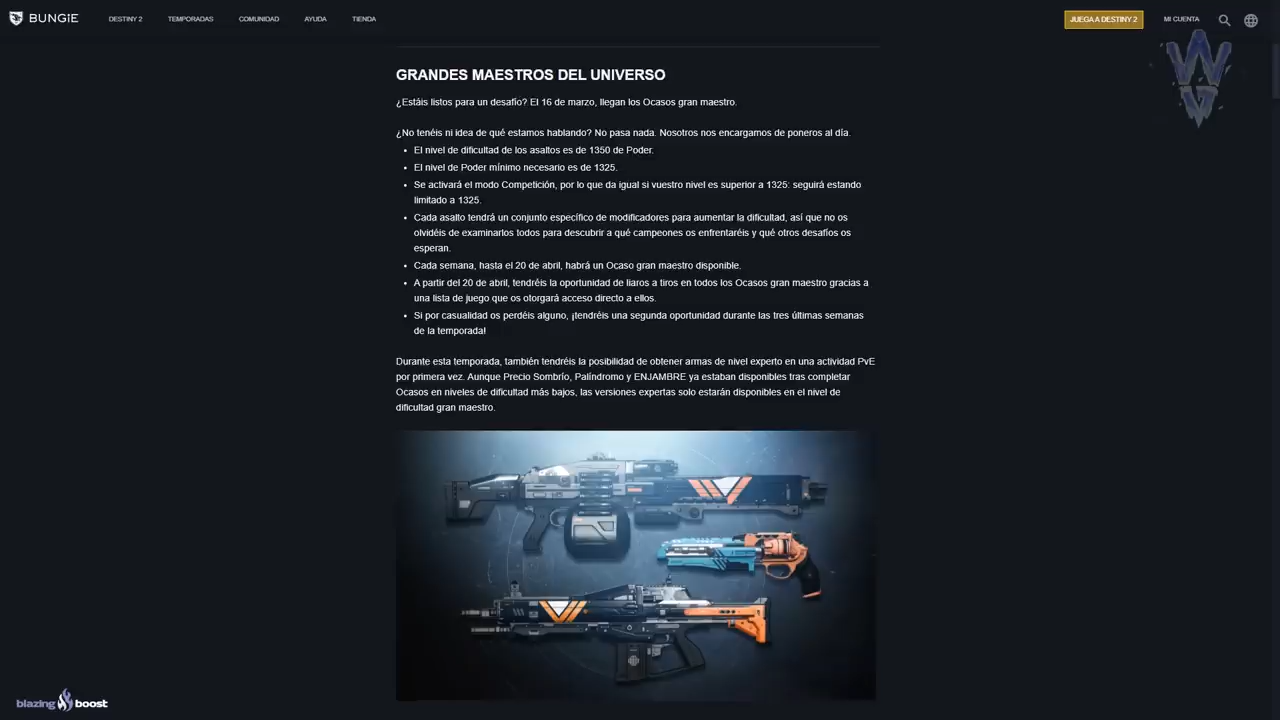 BUNGiE
DESTINY 2
TEMPORADAS
COMUNIDAD
AYUDA
TIENDA
JUEGA A DESTINY 2
MI CUENTA
GRANDES MAESTROS DEL UNIVERSO
¿Estáis listos para un desafío? El 16 de marzo, llegan los Ocasos gran maestro.
¿No tenéis ni idea de qué estamos hablando? No pasa nada. Nosotros nos encargamos de poneros al día.
• El nivel de dificultad de los asaltos es de 1350 de Poder.
• El nivel de Poder mínimo necesario es de 1325.
• Se activará el modo Competición, por lo que da igual si vuestro nivel es superior a 1325: seguirá estando
limitado a 1325.
• Cada asalto tendrá un conjunto específico de modificadores para aumentar la dificultad, así que no os
olvidéis de examinarlos todos para descubrir a qué campeones os enfrentaréis y qué otros desafíos os
esperan.
• Cada semana, hasta el 20 de abril, habrá un Ocaso gran maestro disponible.
• A partir del 20 de abril, tendréis la oportunidad de liaros a tiros en todos los Ocasos gran maestro gracias a
una lista de juego que os otorgará acceso directo a ellos.
• Si por casualidad os perdéis alguno, ¡tendréis una segunda oportunidad durante las tres últimas semanas
de la temporada!
Durante esta temporada, también tendréis la posibilidad de obtener armas de nivel experto en una actividad PvE
por primera vez. Aunque Precio Sombrío, Palíndromo y ENJAMBRE ya estaban disponibles tras completar
Ocasos en niveles de dificultad más bajos, las versiones expertas solo estarán disponibles en el nivel de
dificultad gran maestro.
blazing boost